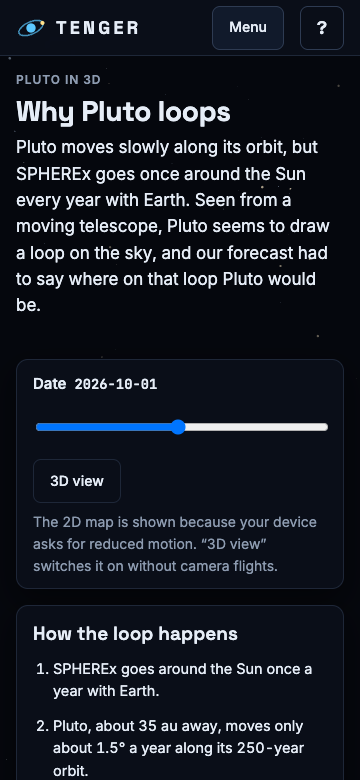 TENGER
Menu
?
PLUTO IN 3D
Why Pluto loops
Pluto moves slowly along its orbit, but
SPHEREx goes once around the Sun
every year with Earth. Seen from a
moving telescope, Pluto seems to draw
a loop on the sky, and our forecast had
to say where on that loop Pluto would
be.
Date 2026-10-01
3D view
The 2D map is shown because your device
asks for reduced motion. “3D view”
switches it on without camera flights.
How the loop happens
1. SPHEREx goes around the Sun once a
year with Earth.
2. Pluto, about 35 au away, moves only
about 1.5° a year along its 250-year
orbit.